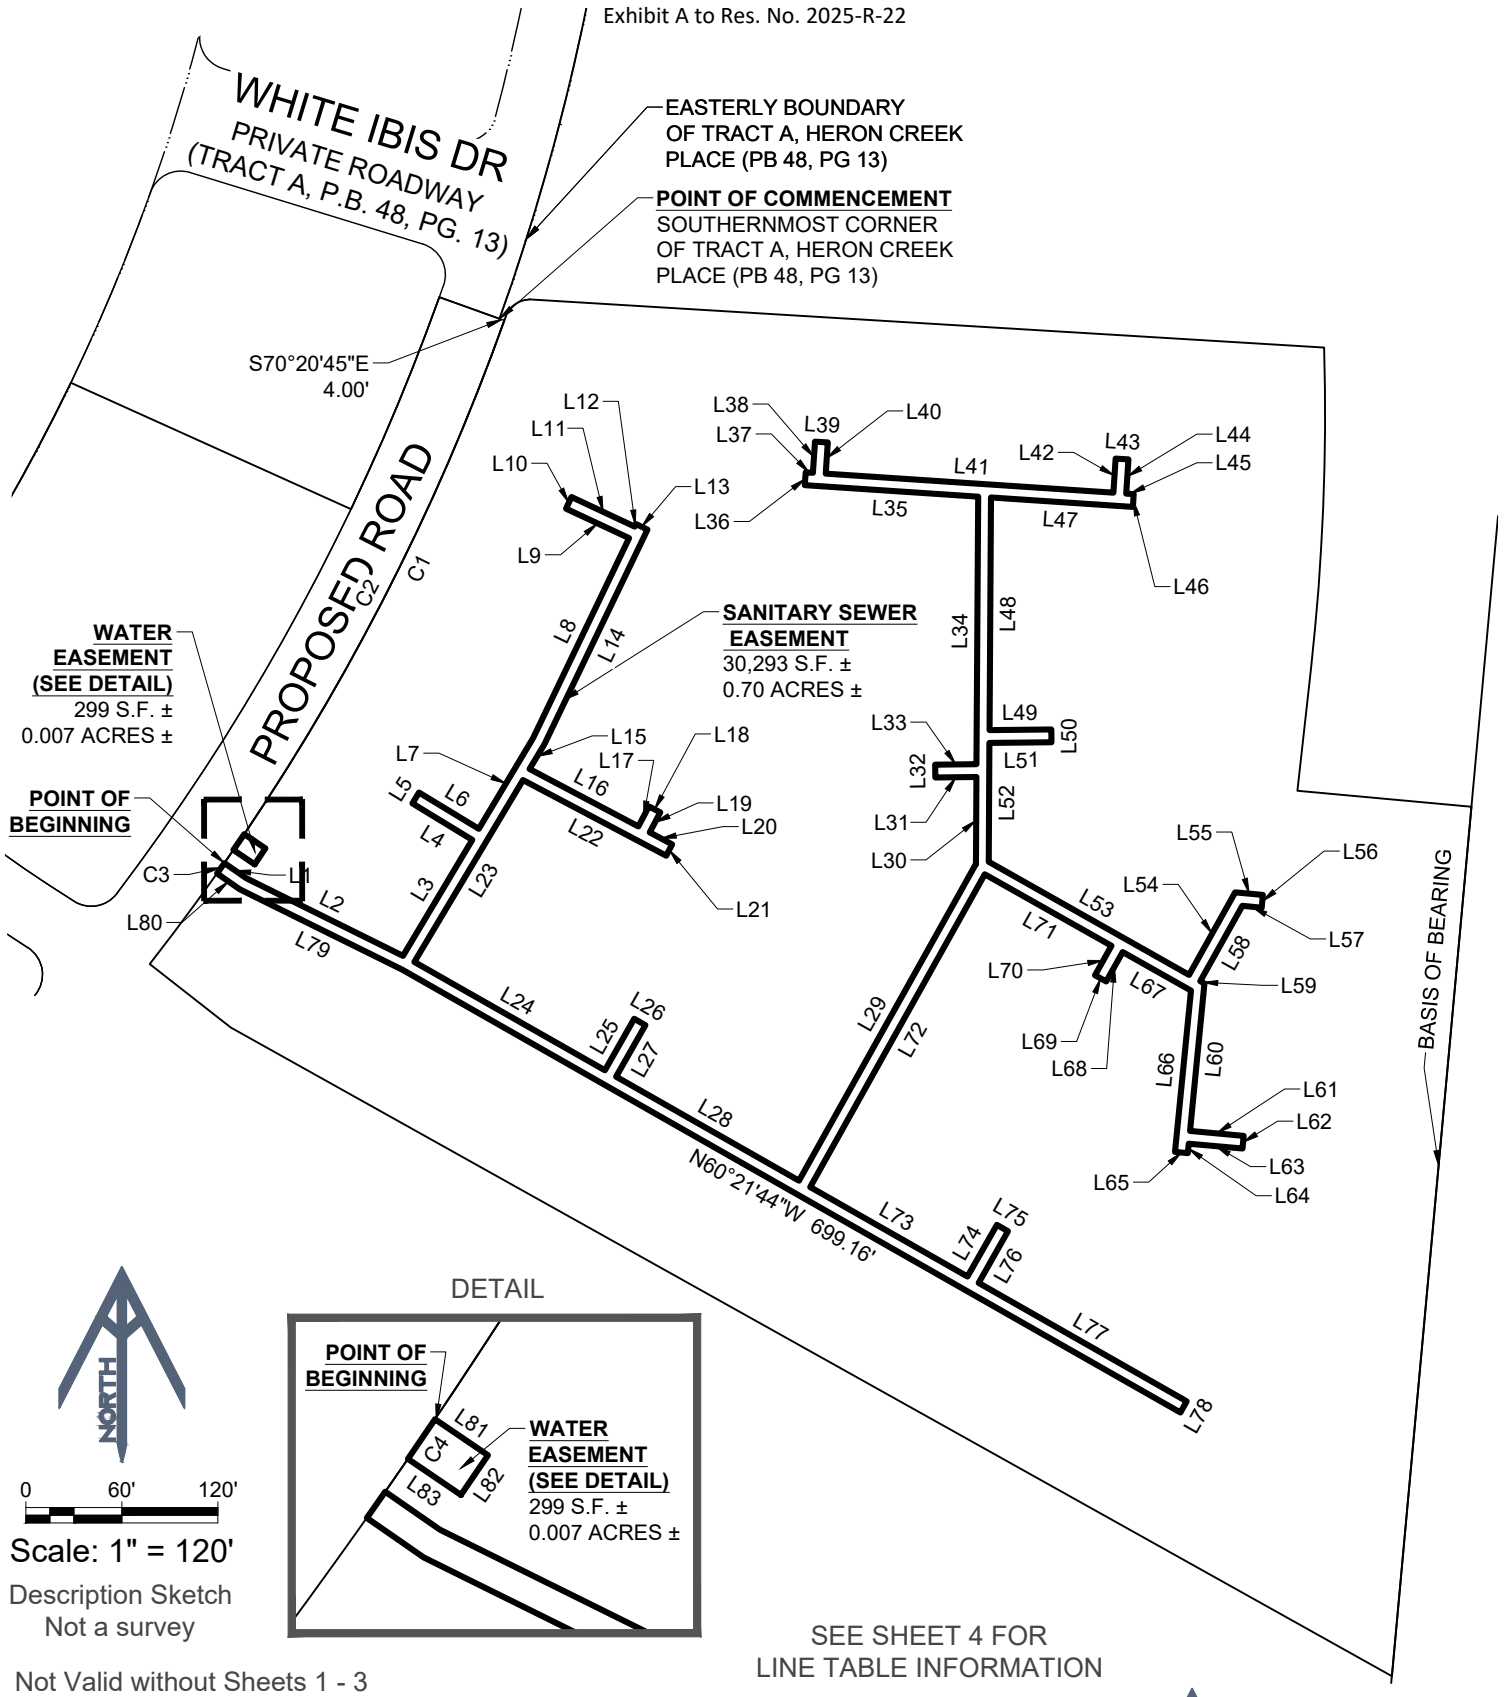 Exhibit A to Res. No. 2025-R-22
WHITE IBIS DR
PRIVATE ROADWAY
(TRACT A, P.B. 48, PG. 13)
EASTERLY BOUNDARY
OF TRACT A, HERON CREEK
PLACE (PB 48, PG 13)
POINT OF COMMENCEMENT
SOUTHERNMOST CORNER
OF TRACT A, HERON CREEK
PLACE (PB 48, PG 13)
S70°20'45"E
4.00'
PROPOSED ROAD
C2
C1
L12
L11
L10
L13
L9
L8
L14
L38
L39
L40
L37
L36
L35
L41
L42
L43
L44
L45
L47
L46
L34
L48
SANITARY SEWER
EASEMENT
30,293 S.F. ±
0.70 ACRES ±
WATER
EASEMENT
(SEE DETAIL)
299 S.F. ±
0.007 ACRES ±
POINT OF
BEGINNING
C3
L1
L80
L2
L79
L7
L5
L6
L4
L3
L23
L15
L17
L18
L16
L19
L20
L22
L21
L33
L32
L31
L30
L49
L50
L51
L52
L55
L56
L54
L53
L57
L58
L59
L71
L70
L67
L69
L68
L66
L60
L61
L62
L63
L64
L65
BASIS OF BEARING
L24
L25
L26
L27
L28
L29
L72
N60°21'44"W 699.16'
L73
L74
L75
L76
L77
L78
NORTH
0 60' 120'
Scale: 1" = 120'
Description Sketch
Not a survey
Not Valid without Sheets 1 - 3
DETAIL
POINT OF
BEGINNING
L81
C4
L82
L83
WATER
EASEMENT
(SEE DETAIL)
299 S.F. ±
0.007 ACRES ±
SEE SHEET 4 FOR
LINE TABLE INFORMATION